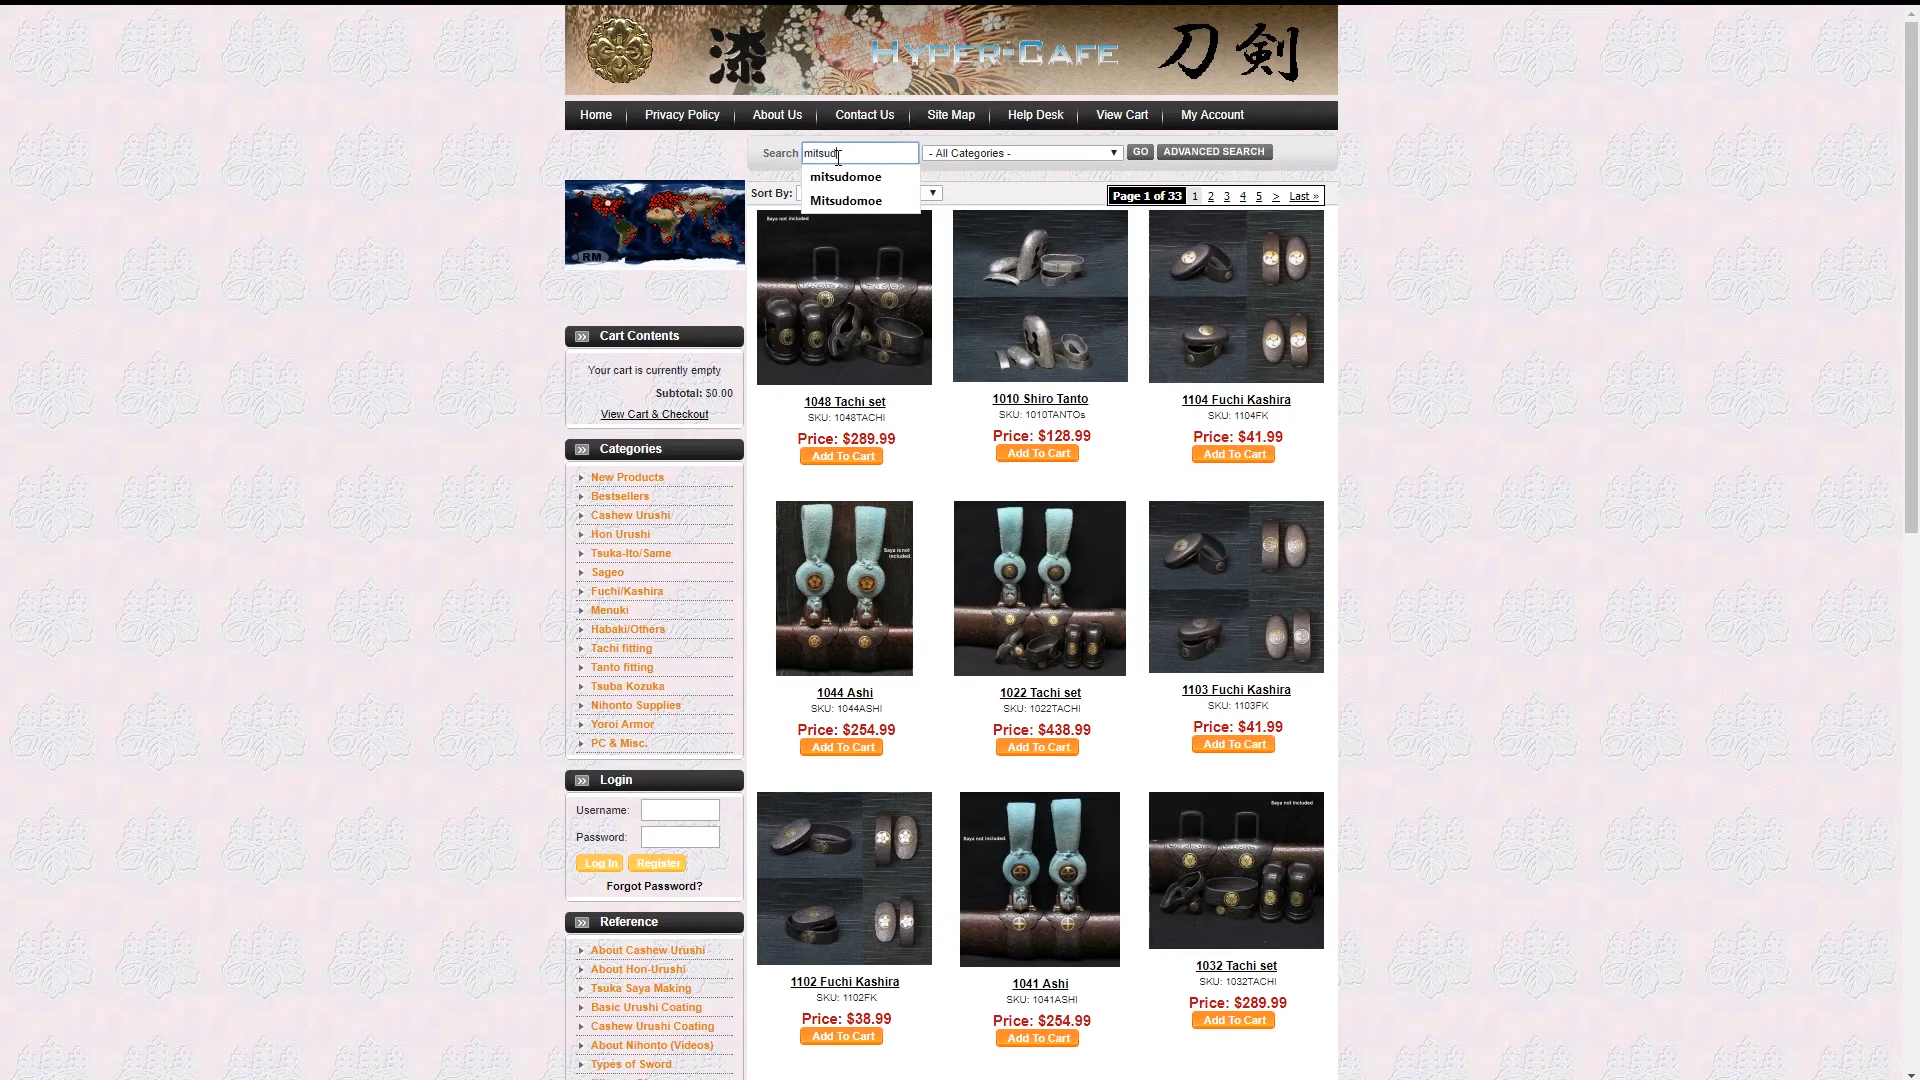 漆 HYPER-CAFE 刀剣
Home Privacy Policy About Us Contact Us Site Map Help Desk View Cart My Account
Search mitsud - All Categories - GO ADVANCED SEARCH
mitsudomoe
Mitsudomoe
Sort By: Page 1 of 33 1 2 3 4 5 > Last »
RM
Cart Contents
Your cart is currently empty
Subtotal: $0.00
View Cart & Checkout
Categories
New Products
Bestsellers
Cashew Urushi
Hon Urushi
Tsuka-Ito/Same
Sageo
Fuchi/Kashira
Menuki
Habaki/Others
Tachi fitting
Tanto fitting
Tsuba Kozuka
Nihonto Supplies
Yoroi Armor
PC & Misc.
Login
Username:
Password:
Log In Register
Forgot Password?
Reference
About Cashew Urushi
About Hon-Urushi
Tsuka Saya Making
Basic Urushi Coating
Cashew Urushi Coating
About Nihonto (Videos)
Types of Sword
Saya not included
1048 Tachi set
SKU: 1048TACHI
Price: $289.99
Add To Cart
1010 Shiro Tanto
SKU: 1010TANTOs
Price: $128.99
Add To Cart
1104 Fuchi Kashira
SKU: 1104FK
Price: $41.99
Add To Cart
Saya is not
included.
1044 Ashi
SKU: 1044ASHI
Price: $254.99
Add To Cart
1022 Tachi set
SKU: 1022TACHI
Price: $438.99
Add To Cart
1103 Fuchi Kashira
SKU: 1103FK
Price: $41.99
Add To Cart
1102 Fuchi Kashira
SKU: 1102FK
Price: $38.99
Add To Cart
Saya not included.
1041 Ashi
SKU: 1041ASHI
Price: $254.99
Add To Cart
Saya not included
1032 Tachi set
SKU: 1032TACHI
Price: $289.99
Add To Cart